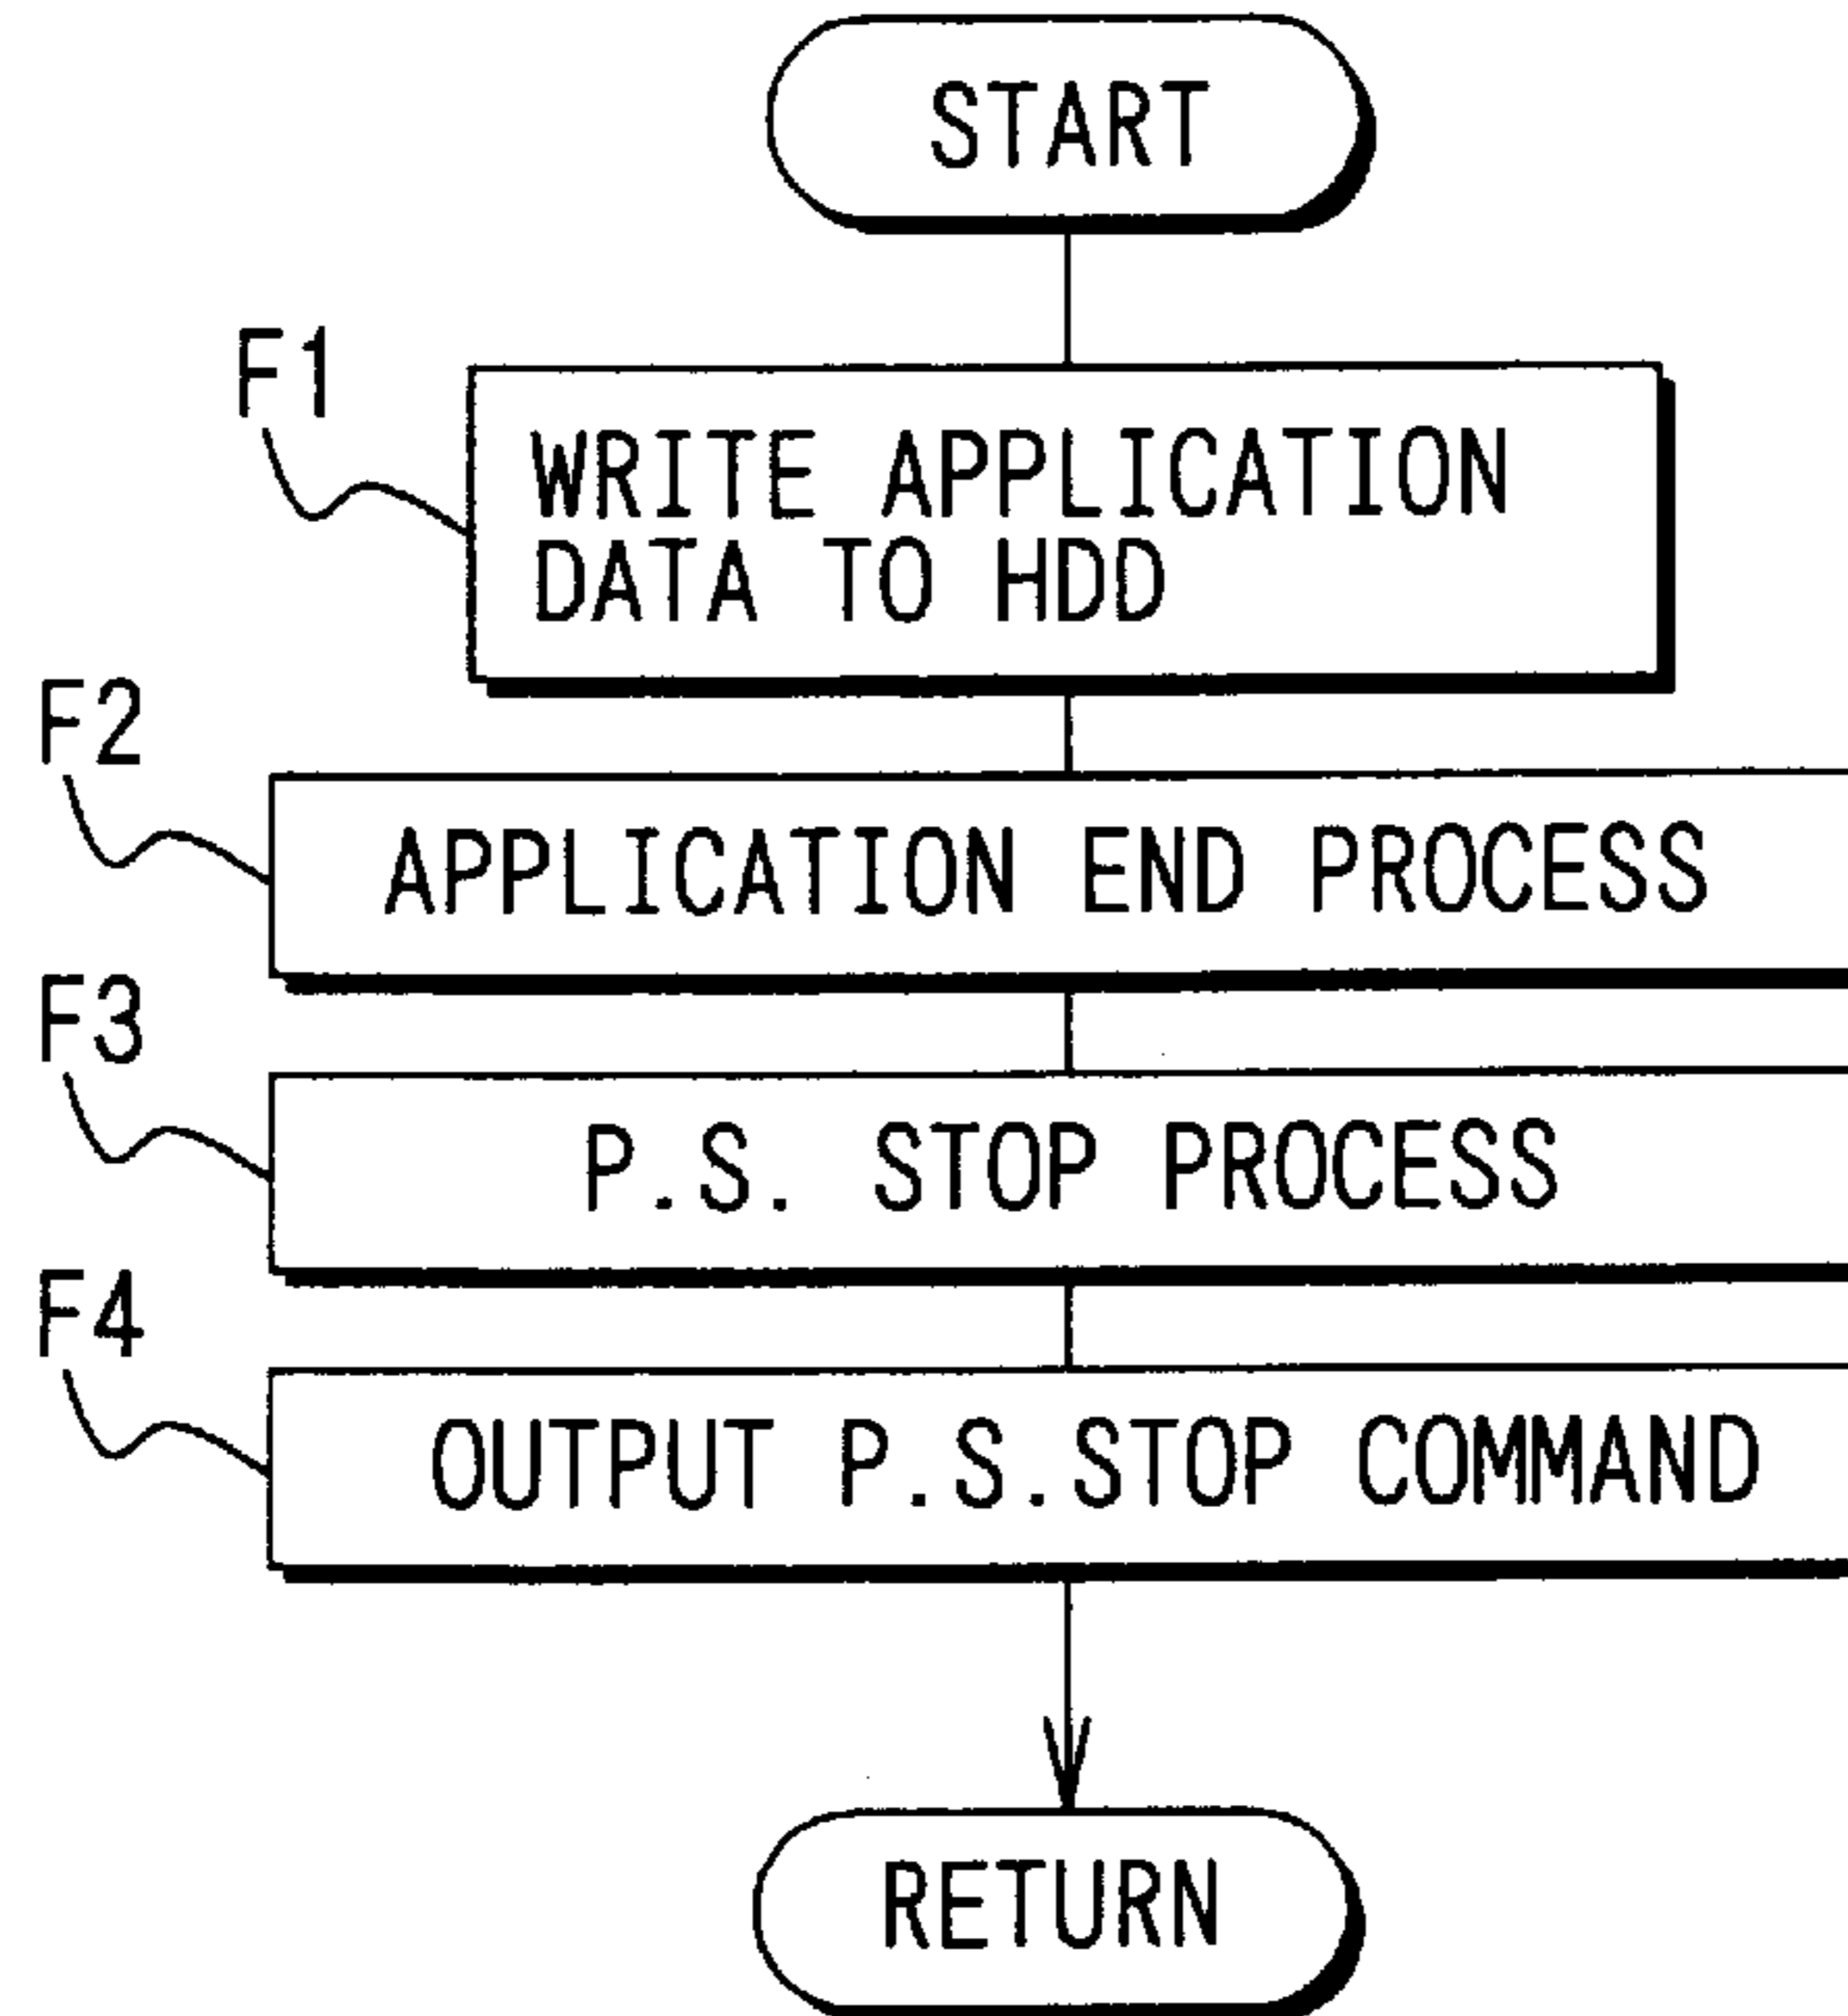 START
F1
WRITE APPLICATION
DATA TO HDD
F2
APPLICATION END PROCESS
F3
P.S. STOP PROCESS
F4
OUTPUT P.S.STOP COMMAND
RETURN